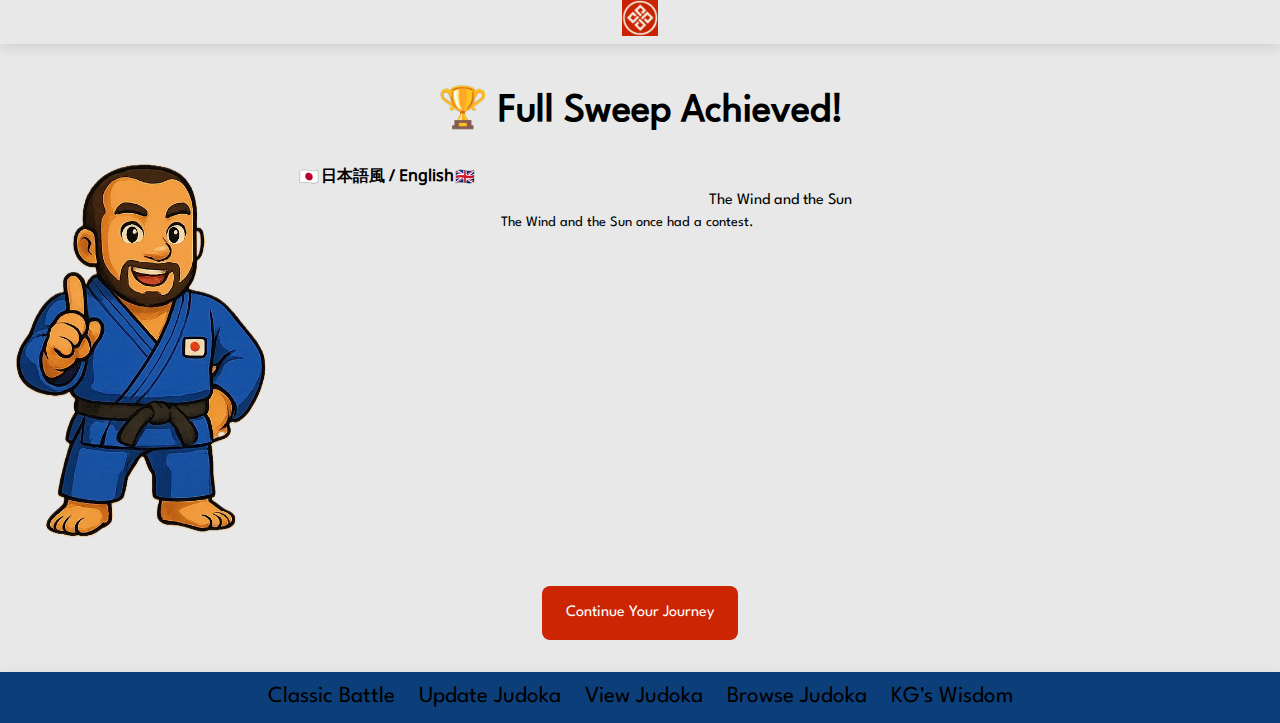 🏆 Full Sweep Achieved!
🇯🇵日本語風 / English🇬🇧
The Wind and the Sun
The Wind and the Sun once had a contest.
Continue Your Journey
Classic Battle Update Judoka View Judoka Browse Judoka KG's Wisdom